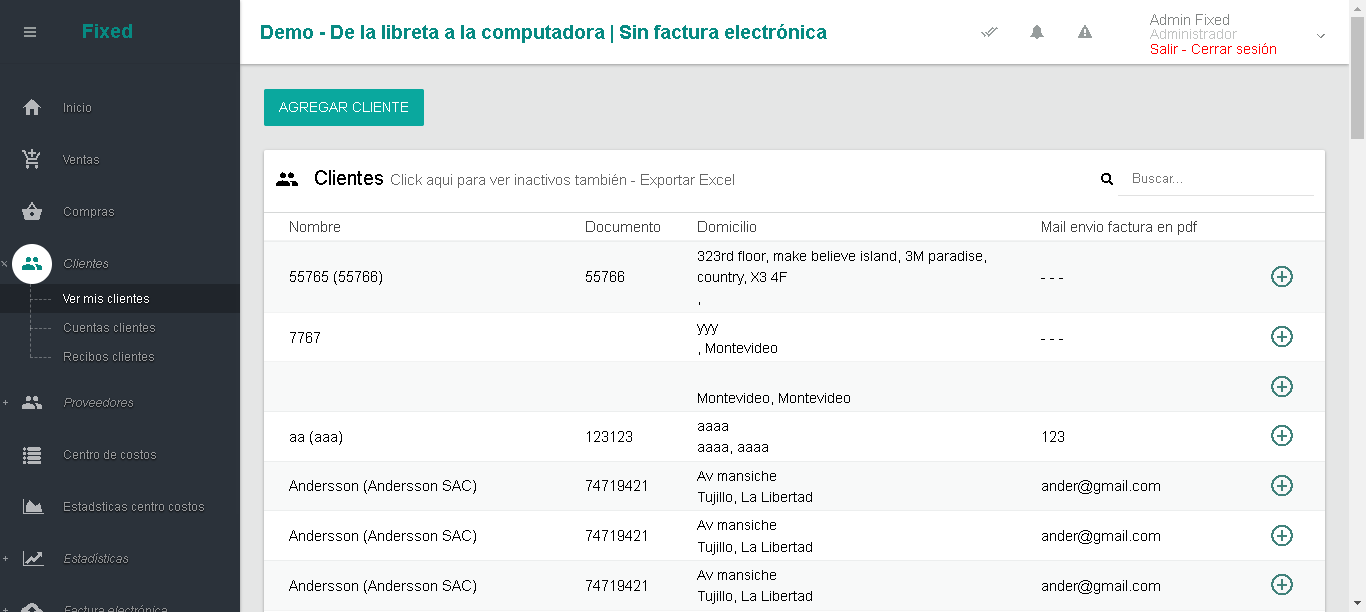 Fixed
Demo - De la libreta a la computadora | Sin factura electrónica
Admin Fixed
Administrador
Salir - Cerrar sesión
Inicio
Ventas
Compras
Clientes
Ver mis clientes
Cuentas clientes
Recibos clientes
Proveedores
Centro de costos
Estadsticas centro costos
Estadísticas
Factura electrónica
AGREGAR CLIENTE
Clientes Click aqui para ver inactivos también - Exportar Excel
Buscar...
Nombre Documento Domicilio Mail envio factura en pdf
323rd floor, make believe island, 3M paradise,
55765 (55766) 55766 country, X3 4F - - -
,
yyy
7767 - - -
, Montevideo
Montevideo, Montevideo
aaaa
aa (aaa) 123123 123
aaaa, aaaa
Av mansiche
Andersson (Andersson SAC) 74719421 ander@gmail.com
Tujillo, La Libertad
Av mansiche
Andersson (Andersson SAC) 74719421 ander@gmail.com
Tujillo, La Libertad
Av mansiche
Andersson (Andersson SAC) 74719421 ander@gmail.com
Tujillo, La Libertad